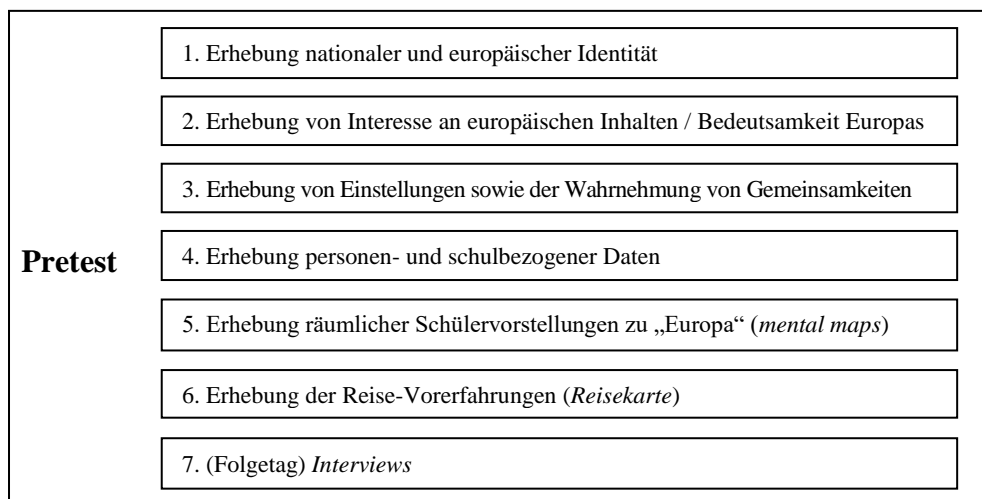 1. Erhebung nationaler und europäischer Identität
2. Erhebung von Interesse an europäischen Inhalten / Bedeutsamkeit Europas
3. Erhebung von Einstellungen sowie der Wahrnehmung von Gemeinsamkeiten
Pretest
4. Erhebung personen- und schulbezogener Daten
5. Erhebung räumlicher Schülervorstellungen zu „Europa“ (mental maps)
6. Erhebung der Reise-Vorerfahrungen (Reisekarte)
7. (Folgetag) Interviews